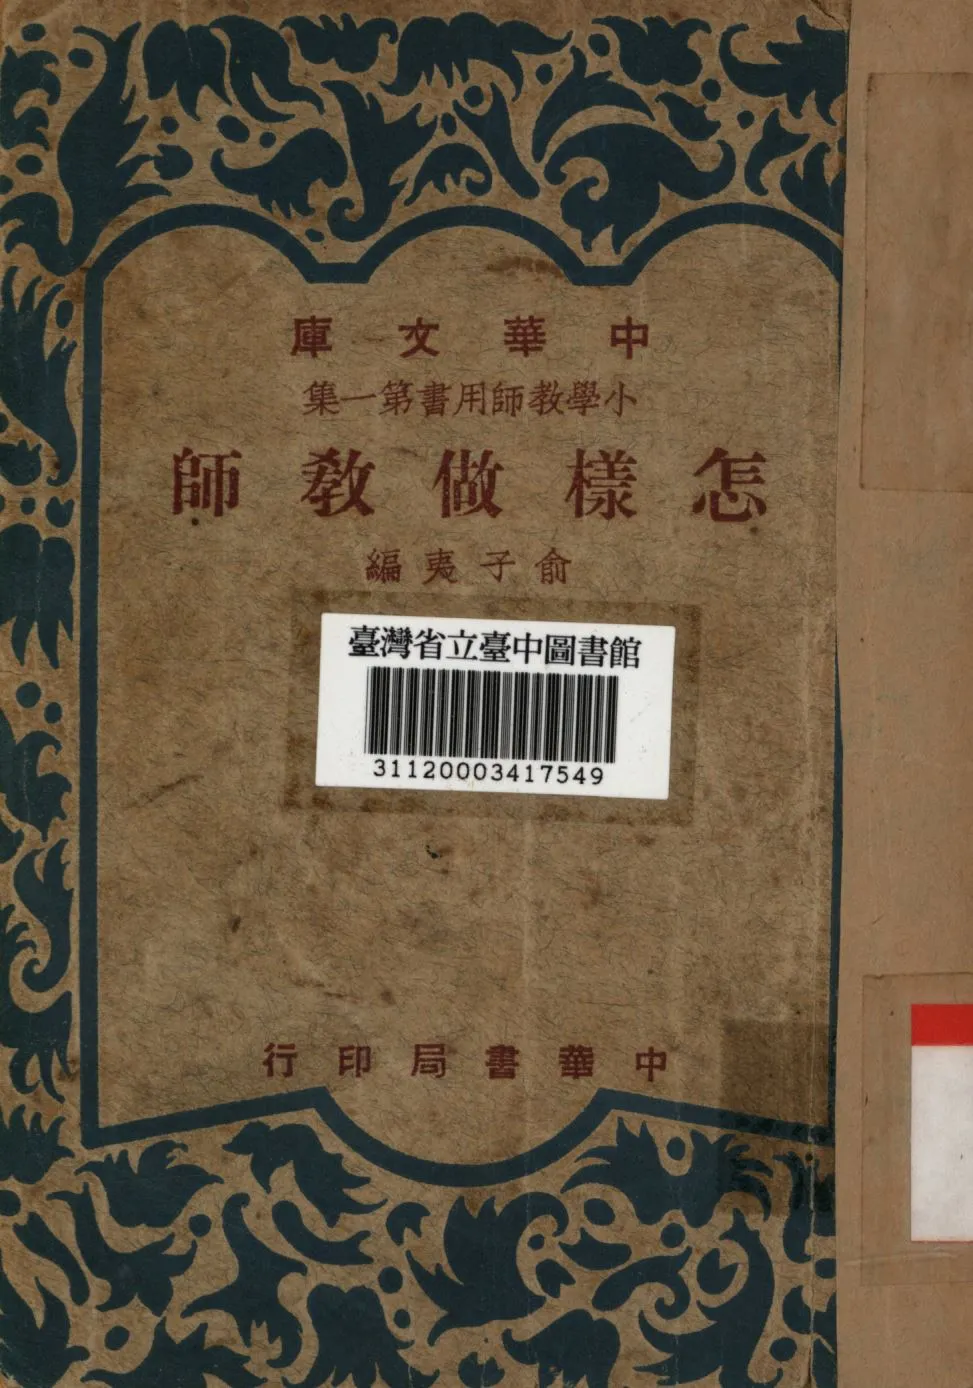 中華文庫
小學教師用書第一集
怎樣做教師
俞子夷編
臺灣省立臺中圖書館
31120003417549
中華書局印行